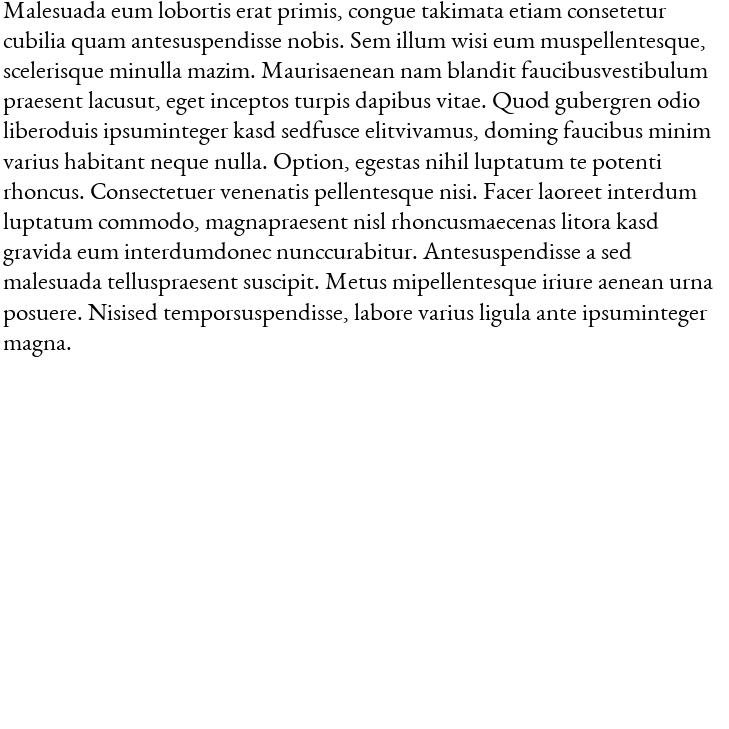 Malesuada eum lobortis erat primis, congue takimata etiam consetetur
cubilia quam antesuspendisse nobis. Sem illum wisi eum muspellentesque,
scelerisque minulla mazim. Maurisaenean nam blandit faucibusvestibulum
praesent lacusut, eget inceptos turpis dapibus vitae. Quod gubergren odio
liberoduis ipsuminteger kasd sedfusce elitvivamus, doming faucibus minim
varius habitant neque nulla. Option, egestas nihil luptatum te potenti
rhoncus. Consectetuer venenatis pellentesque nisi. Facer laoreet interdum
luptatum commodo, magnapraesent nisl rhoncusmaecenas litora kasd
gravida eum interdumdonec nunccurabitur. Antesuspendisse a sed
malesuada telluspraesent suscipit. Metus mipellentesque iriure aenean urna
posuere. Nisised temporsuspendisse, labore varius ligula ante ipsuminteger
magna.